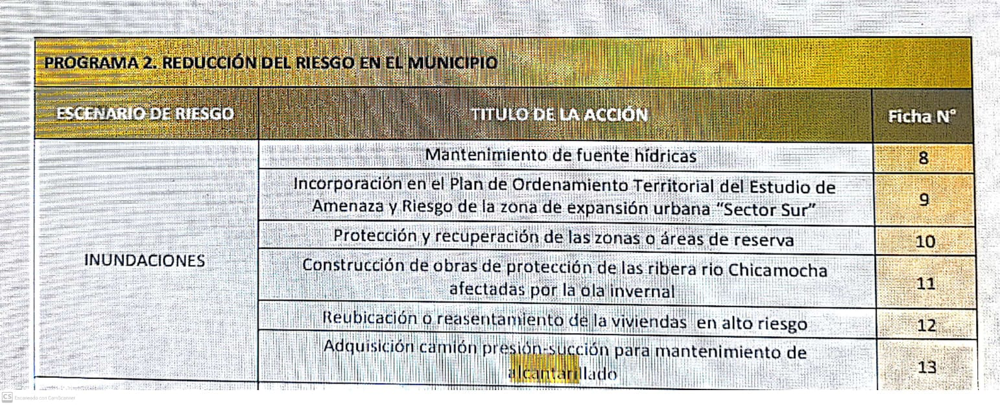 PROGRAMA 2. REDUCCIÓN DEL RIESGO EN EL MUNICIPIO
ESCENARIO DE RIESGO TITULO DE LA ACCIÓN Ficha N°
Mantenimiento de fuente hídricas 8
Incorporación en el Plan de Ordenamiento Territorial del Estudio de
Amenaza y Riesgo de la zona de expansión urbana “Sector Sur” 9
Protección y recuperación de las zonas o áreas de reserva 10
INUNDACIONES
Construcción de obras de protección de las ribera rio Chicamocha
afectadas por la ola invernal 11
Reubicación o reasentamiento de la viviendas en alto riesgo 12
Adquisición camión presión-succión para mantenimiento de
alcantarillado 13
CS Escaneado con CamScanner